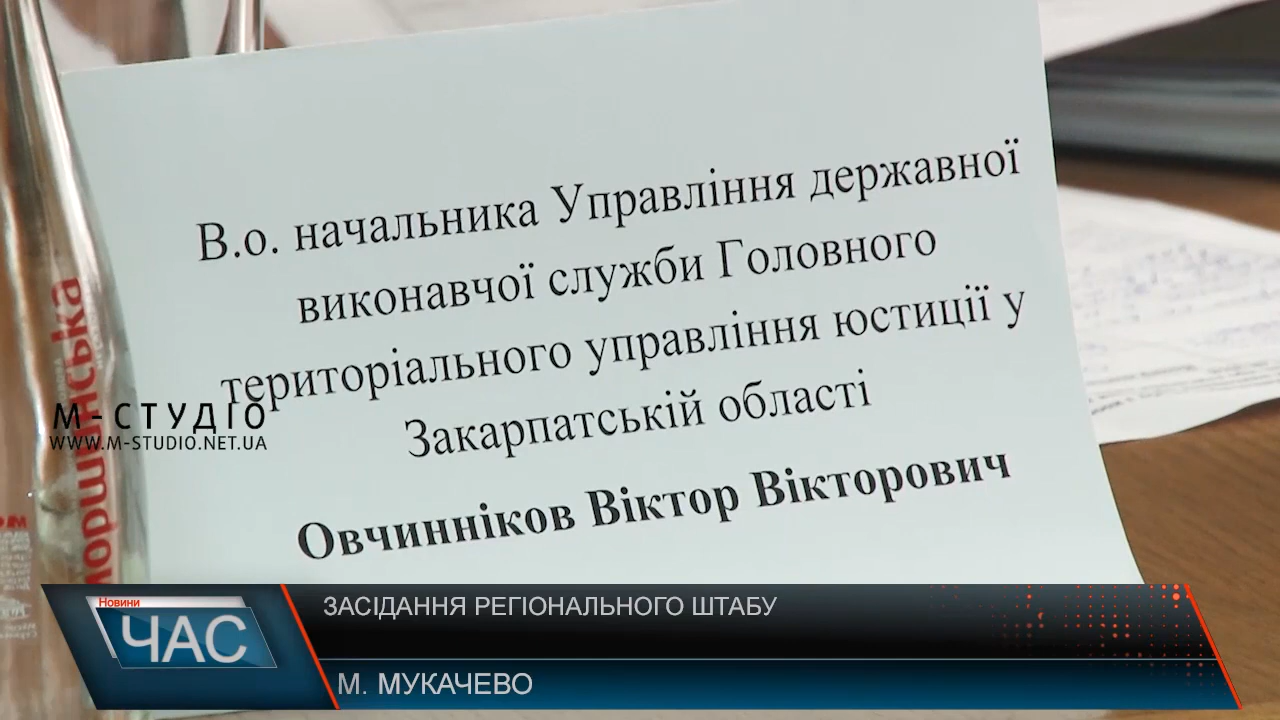 В.о. начальника Управління державної
виконавчої служби Головного
територіального управління юстиції у
Закарпатській області
Овчинніков Віктор Вікторович
моршинська
М-СТУДІО
WWW.M-STUDIO.NET.UA
Новини
ЧАС
ЗАСІДАННЯ РЕГІОНАЛЬНОГО ШТАБУ
М. МУКАЧЕВО